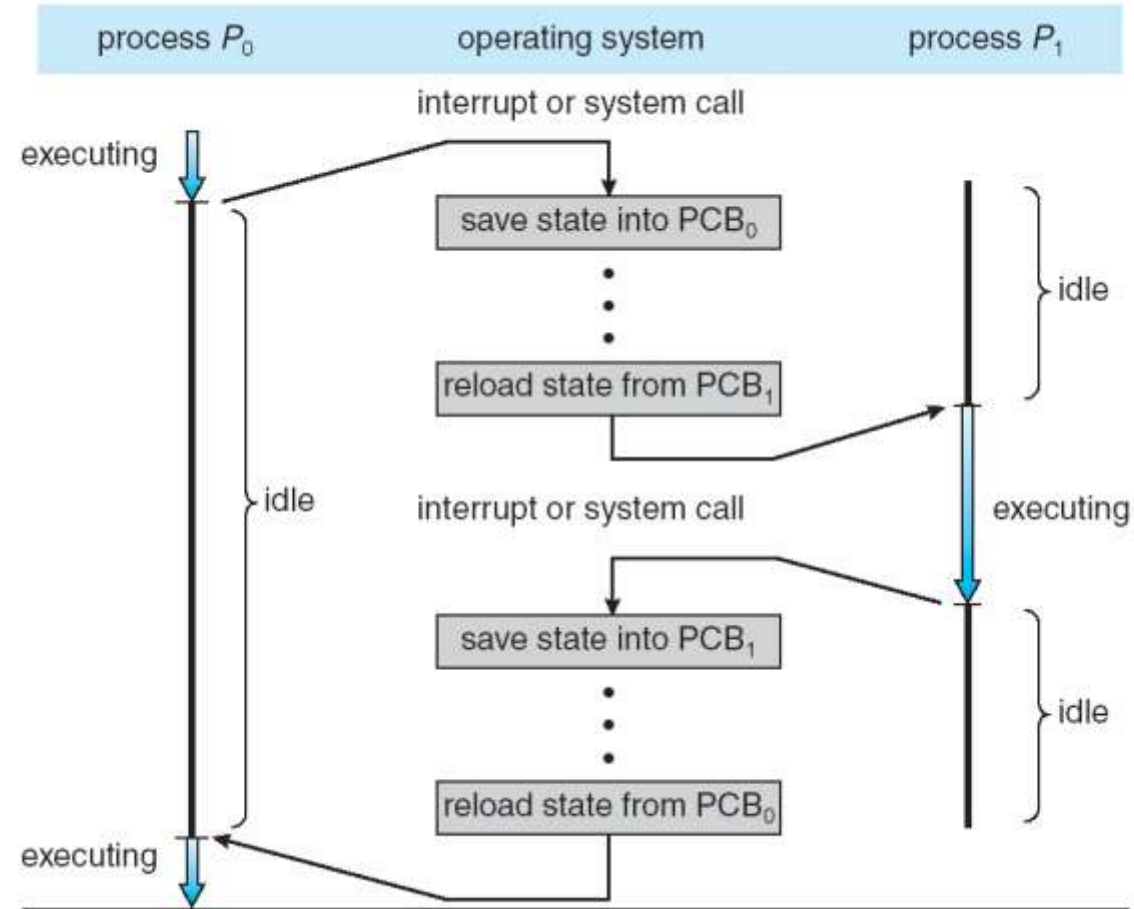 process P₀ operating system process P₁
interrupt or system call
executing
save state into PCB₀
idle
reload state from PCB₁
idle
interrupt or system call
executing
save state into PCB₁
idle
reload state from PCB₀
executing